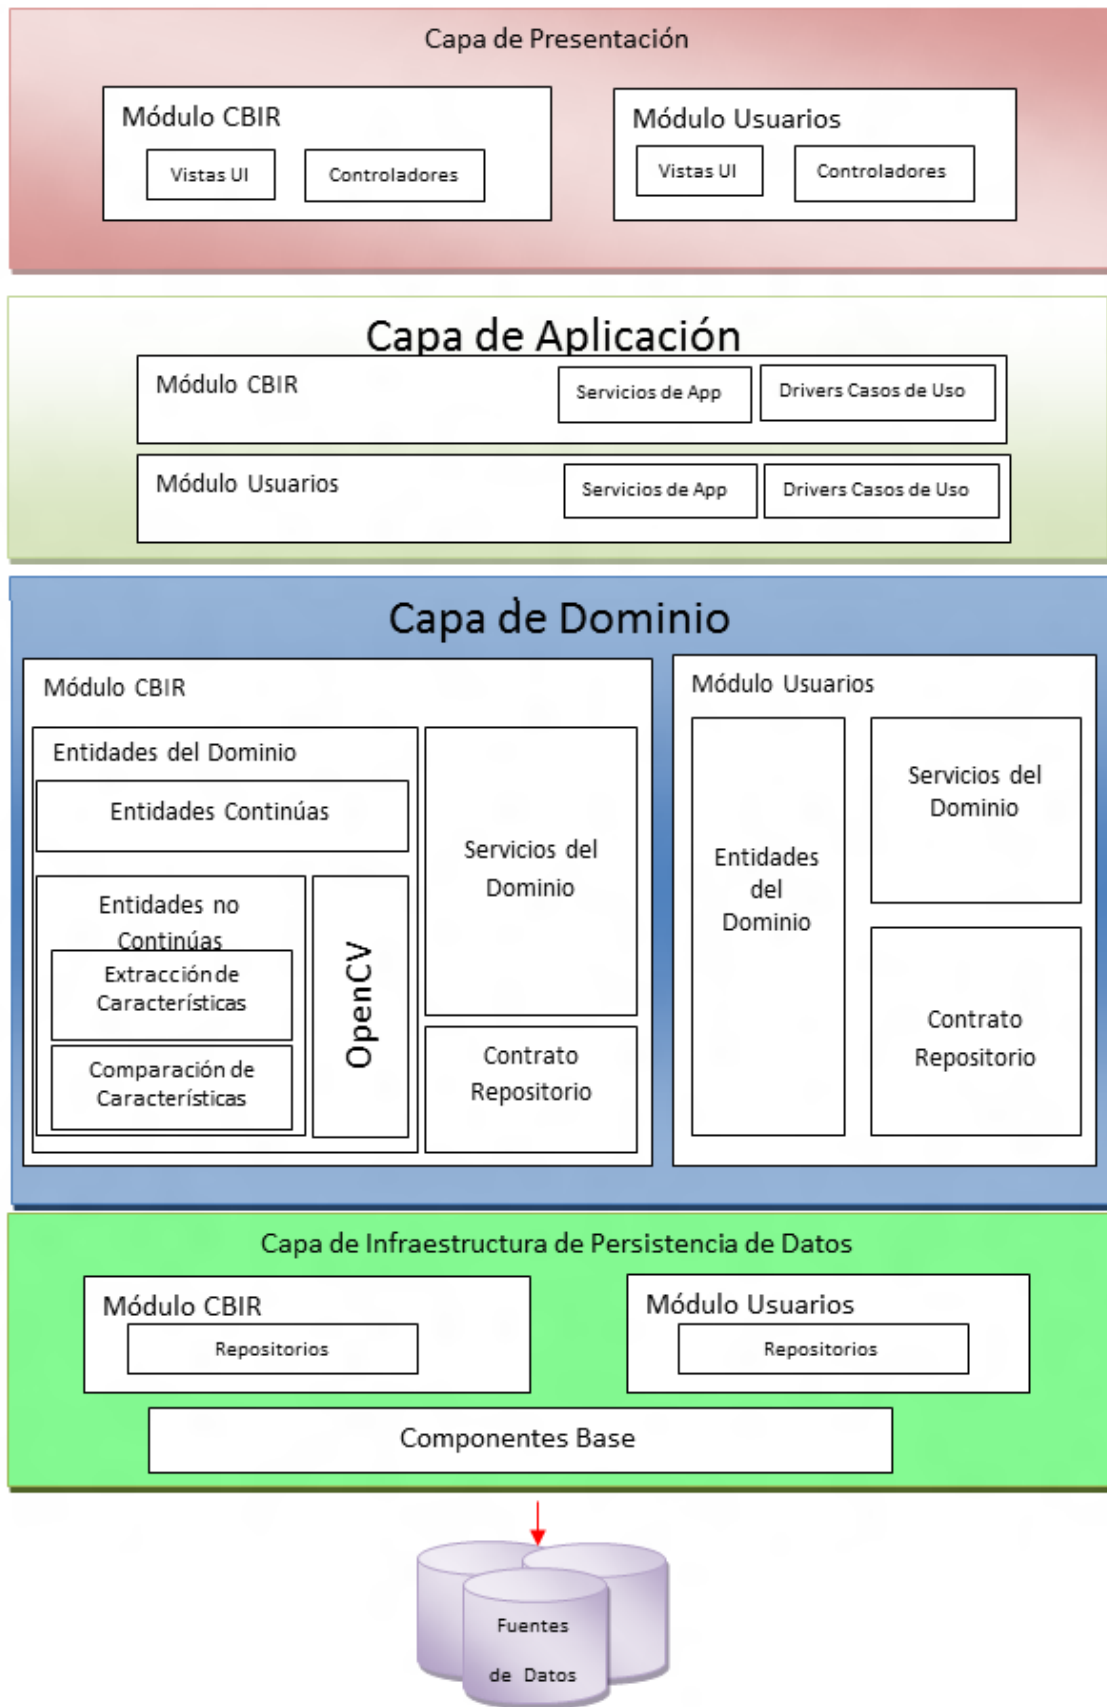 Capa de Presentación
Módulo CBIR
Vistas UI
Controladores
Módulo Usuarios
Vistas UI
Controladores
Capa de Aplicación
Módulo CBIR
Servicios de App
Drivers Casos de Uso
Módulo Usuarios
Servicios de App
Drivers Casos de Uso
Capa de Dominio
Módulo CBIR
Entidades del Dominio
Entidades Continúas
Entidades no
Continúas
Extracción de
Características
Comparación de
Características
OpenCV
Servicios del
Dominio
Contrato
Repositorio
Módulo Usuarios
Entidades
del
Dominio
Servicios del
Dominio
Contrato
Repositorio
Capa de Infraestructura de Persistencia de Datos
Módulo CBIR
Repositorios
Módulo Usuarios
Repositorios
Componentes Base
Fuentes
de Datos